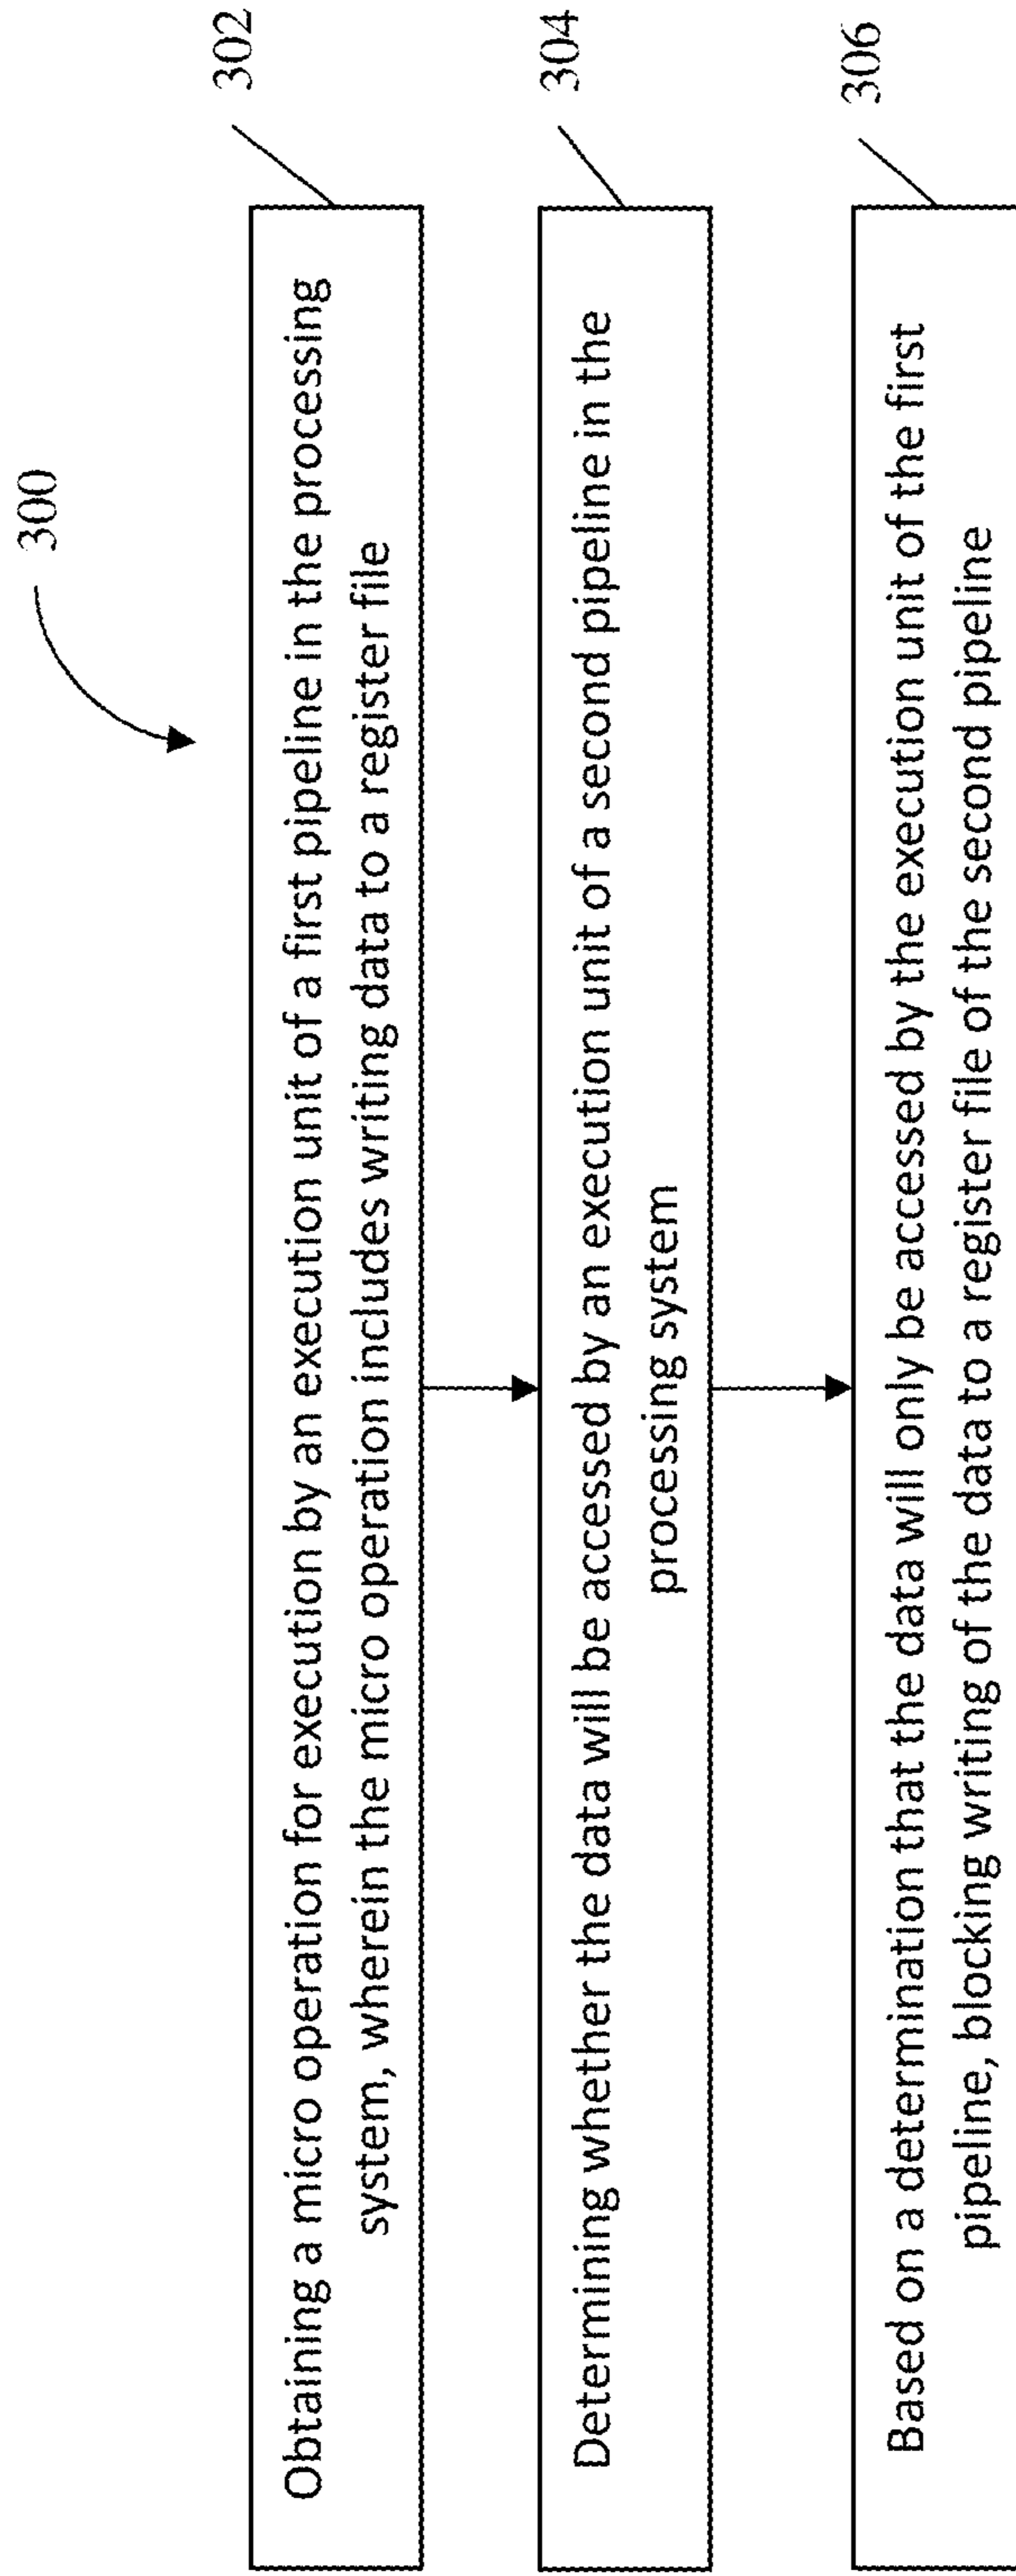 300
302
Obtaining a micro operation for execution by an execution unit of a first pipeline in the processing
system, wherein the micro operation includes writing data to a register file
304
Determining whether the data will be accessed by an execution unit of a second pipeline in the
processing system
306
Based on a determination that the data will only be accessed by the execution unit of the first
pipeline, blocking writing of the data to a register file of the second pipeline